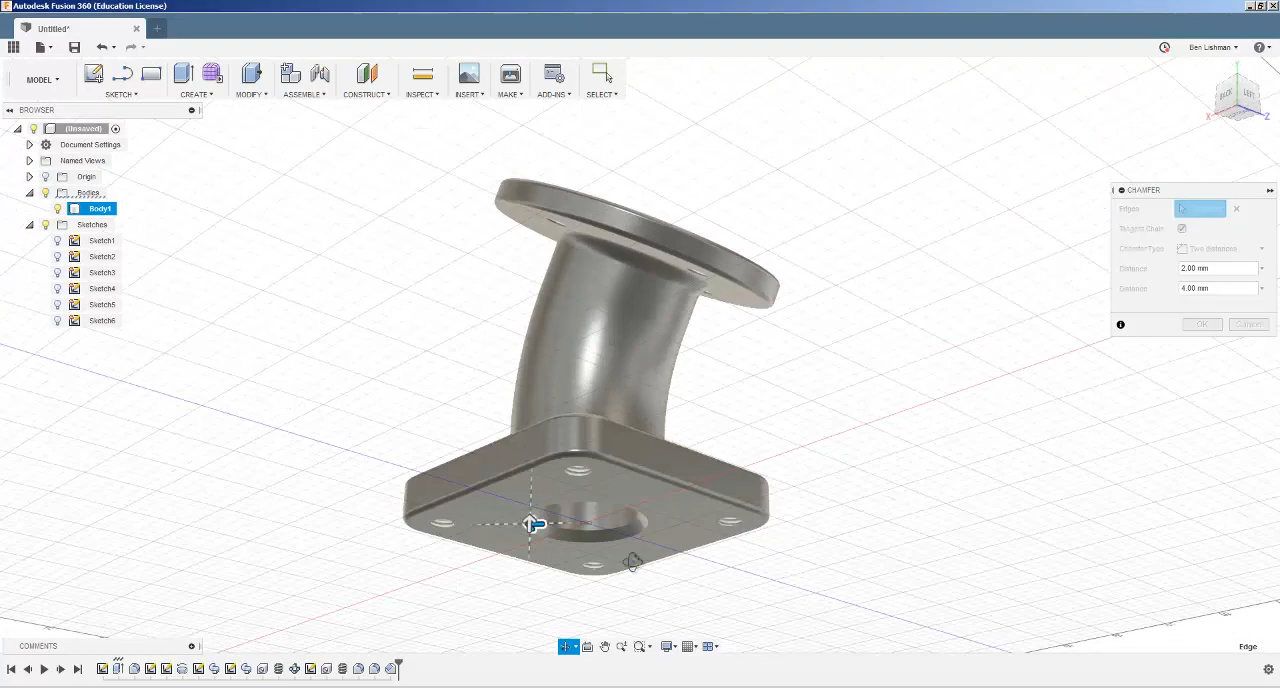 Autodesk Fusion 360 (Education License)
Untitled*
Ben Lishman
MODEL
SKETCH
CREATE
MODIFY
ASSEMBLE
CONSTRUCT
INSPECT
INSERT
MAKE
ADD-INS
SELECT
BROWSER
(Unsaved)
Document Settings
Named Views
Origin
Bodies
Body1
Sketches
Sketch1
Sketch2
Sketch3
Sketch4
Sketch5
Sketch6
BACK
LEFT
Y
X
Z
CHAMFER
Edges
Tangent Chain
Chamfer Type Two distances
Distance 2.00 mm
Distance 4.00 mm
OK Cancel
COMMENTS
Edge